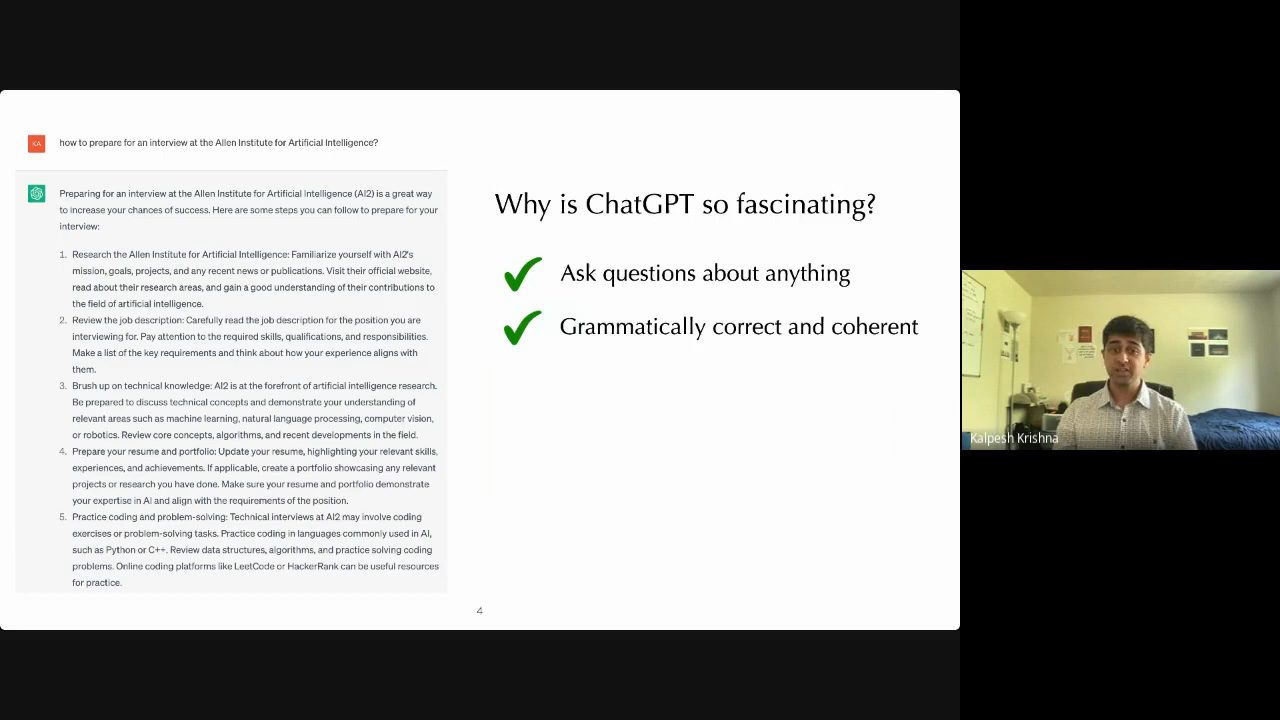 KA
how to prepare for an interview at the Allen Institute for Artificial Intelligence?
Preparing for an interview at the Allen Institute for Artificial Intelligence (AI2) is a great way
to increase your chances of success. Here are some steps you can follow to prepare for your
interview:
1. Research the Allen Institute for Artificial Intelligence: Familiarize yourself with AI2's
mission, goals, projects, and any recent news or publications. Visit their official website,
read about their research areas, and gain a good understanding of their contributions to
the field of artificial intelligence.
2. Review the job description: Carefully read the job description for the position you are
interviewing for. Pay attention to the required skills, qualifications, and responsibilities.
Make a list of the key requirements and think about how your experience aligns with
them.
3. Brush up on technical knowledge: AI2 is at the forefront of artificial intelligence research.
Be prepared to discuss technical concepts and demonstrate your understanding of
relevant areas such as machine learning, natural language processing, computer vision,
or robotics. Review core concepts, algorithms, and recent developments in the field.
4. Prepare your resume and portfolio: Update your resume, highlighting your relevant skills,
experiences, and achievements. If applicable, create a portfolio showcasing any relevant
projects or research you have done. Make sure your resume and portfolio demonstrate
your expertise in AI and align with the requirements of the position.
5. Practice coding and problem-solving: Technical interviews at AI2 may involve coding
exercises or problem-solving tasks. Practice coding in languages commonly used in AI,
such as Python or C++. Review data structures, algorithms, and practice solving coding
problems. Online coding platforms like LeetCode or HackerRank can be useful resources
for practice.
Why is ChatGPT so fascinating?
Ask questions about anything
Grammatically correct and coherent
4
Kalpesh Krishna